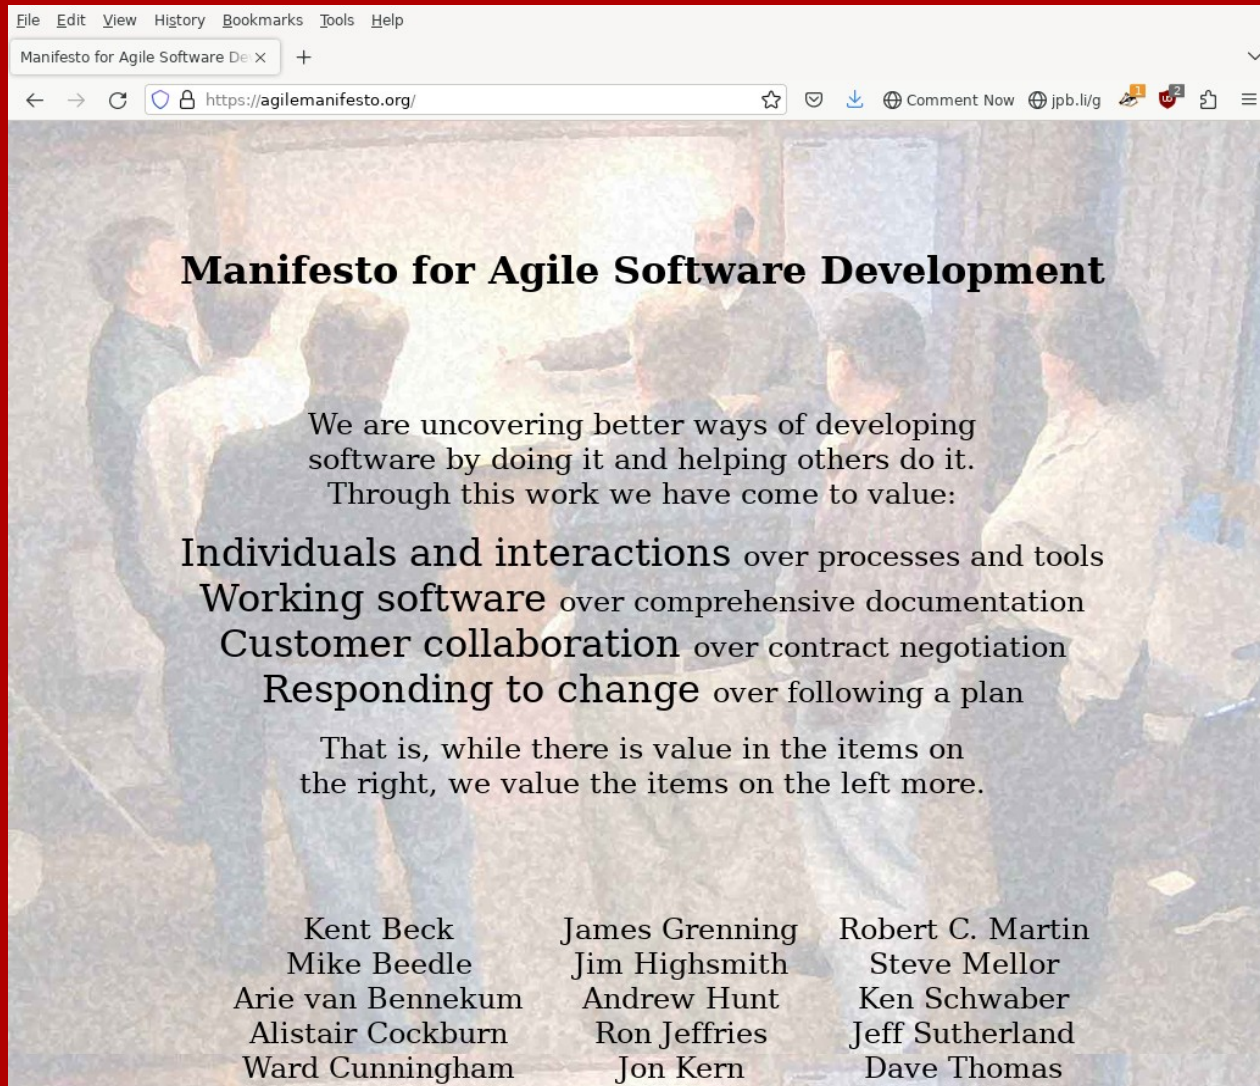 File Edit View History Bookmarks Tools Help
Manifesto for Agile Software De
https://agilemanifesto.org/
Comment Now
jpb.li/g
1
2
Manifesto for Agile Software Development
We are uncovering better ways of developing
software by doing it and helping others do it.
Through this work we have come to value:
Individuals and interactions over processes and tools
Working software over comprehensive documentation
Customer collaboration over contract negotiation
Responding to change over following a plan
That is, while there is value in the items on
the right, we value the items on the left more.
Kent Beck
Mike Beedle
Arie van Bennekum
Alistair Cockburn
Ward Cunningham
James Grenning
Jim Highsmith
Andrew Hunt
Ron Jeffries
Jon Kern
Robert C. Martin
Steve Mellor
Ken Schwaber
Jeff Sutherland
Dave Thomas